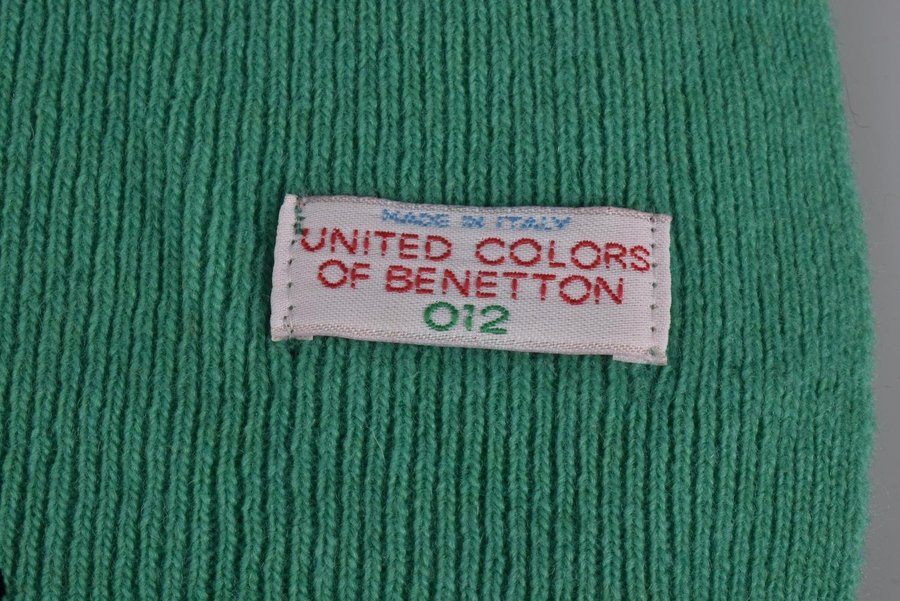 MADE IN ITALY
UNITED COLORS
OF BENETTON
012